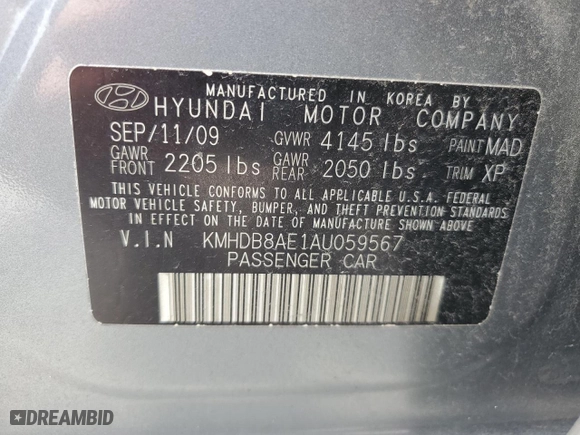 MANUFACTURED IN KOREA BY
HYUNDAI MOTOR COMPANY
SEP/11/09 GVWR 4145 lbs PAINT MAD
GAWR FRONT 2205 lbs GAWR REAR 2050 lbs TRIM XP
THIS VEHICLE CONFORMS TO ALL APPLICABLE U.S.A. FEDERAL
MOTOR VEHICLE SAFETY, BUMPER, AND THEFT PREVENTION STANDARDS
IN EFFECT ON THE DATE OF MANUFACTURE SHOWN ABOVE.
V.I.N KMHDB8AE1AU059567
PASSENGER CAR
DREAMBID